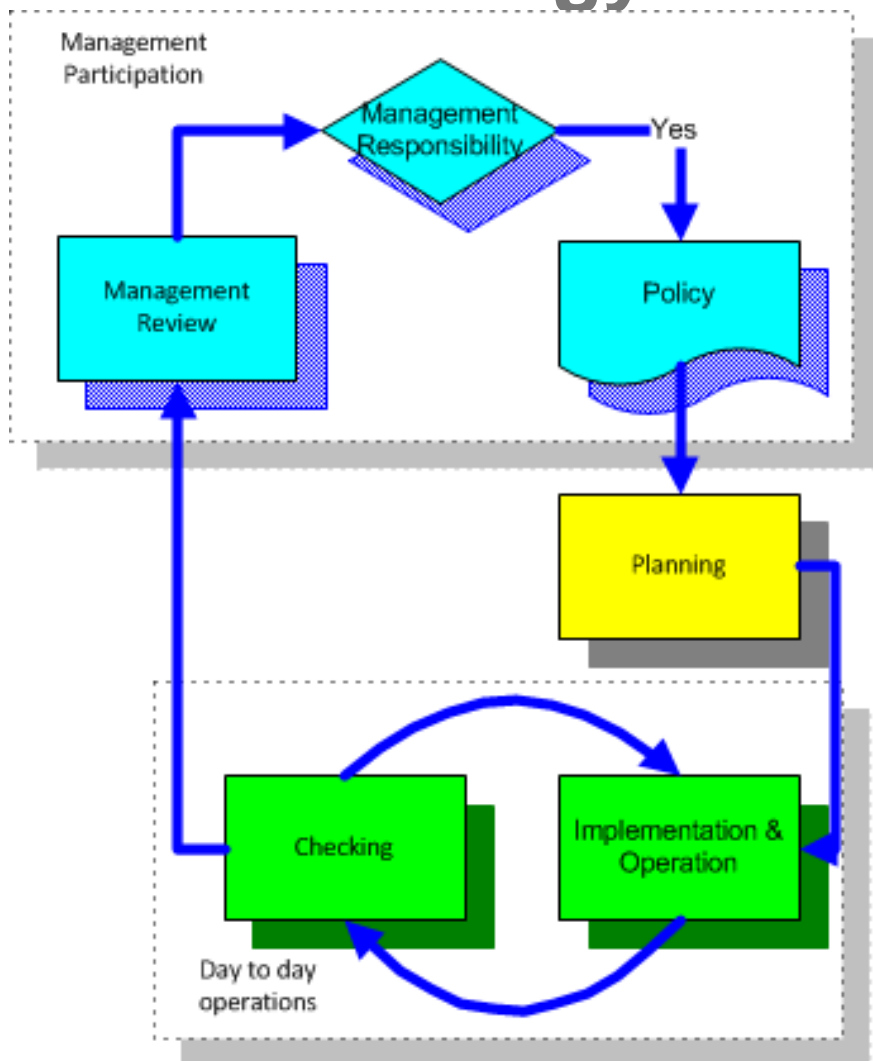 Management
Participation
Management
Responsibility
Yes
Management
Review
Policy
Planning
Checking
Implementation &
Operation
Day to day
operations